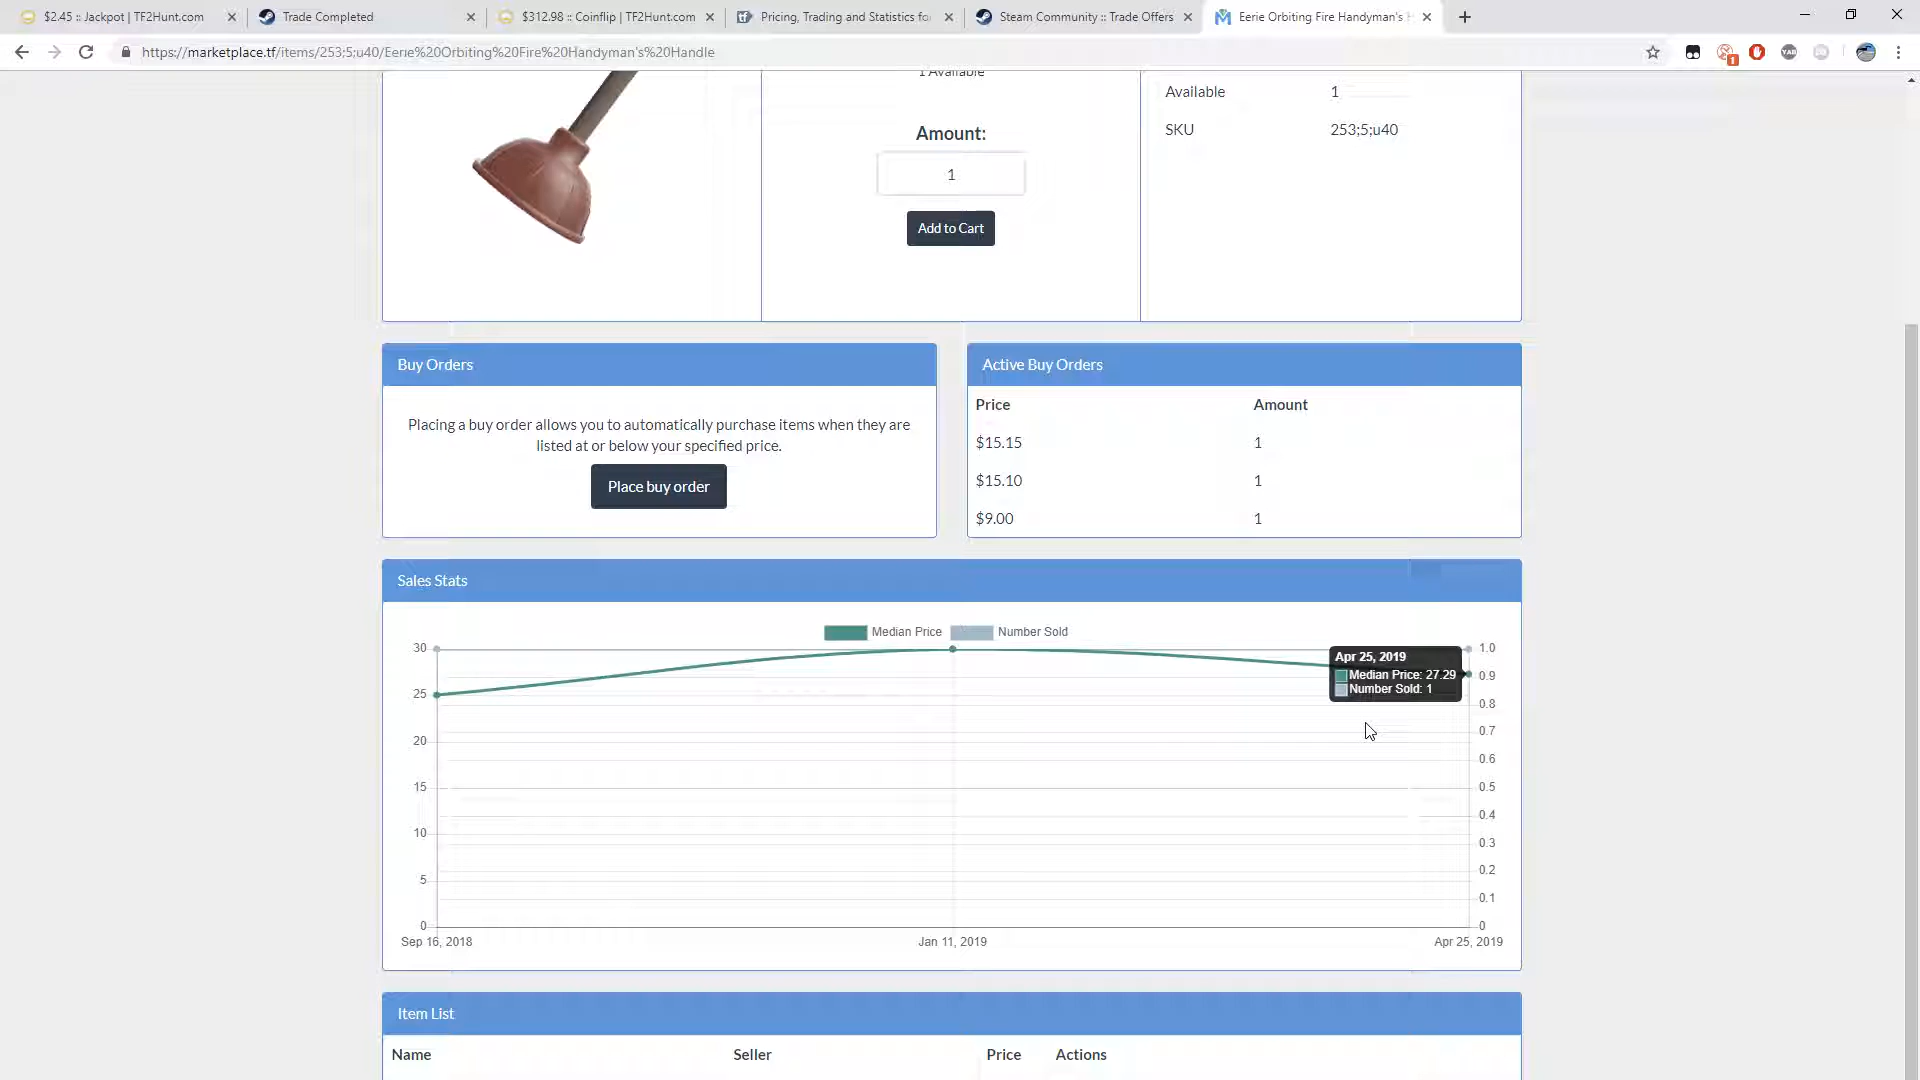 $2.45 :: Jackpot | TF2Hunt.com
Trade Completed
$312.98 :: Coinflip | TF2Hunt.com
Pricing, Trading and Statistics fo
Steam Community :: Trade Offers
Eerie Orbiting Fire Handyman's H
https://marketplace.tf/items/253;5;u40/Eerie%20Orbiting%20Fire%20Handyman's%20Handle
1
YAB
1 Available
Amount:
1
Add to Cart
Available 1
SKU 253;5;u40
Buy Orders
Placing a buy order allows you to automatically purchase items when they are
listed at or below your specified price.
Place buy order
Active Buy Orders
Price Amount
$15.15 1
$15.10 1
$9.00 1
Sales Stats
Median Price Number Sold
30
25
20
15
10
5
0
Apr 25, 2019
Median Price: 27.29
Number Sold: 1
1.0
0.9
0.8
0.7
0.6
0.5
0.4
0.3
0.2
0.1
0
Sep 16, 2018 Jan 11, 2019 Apr 25, 2019
Item List
Name Seller Price Actions